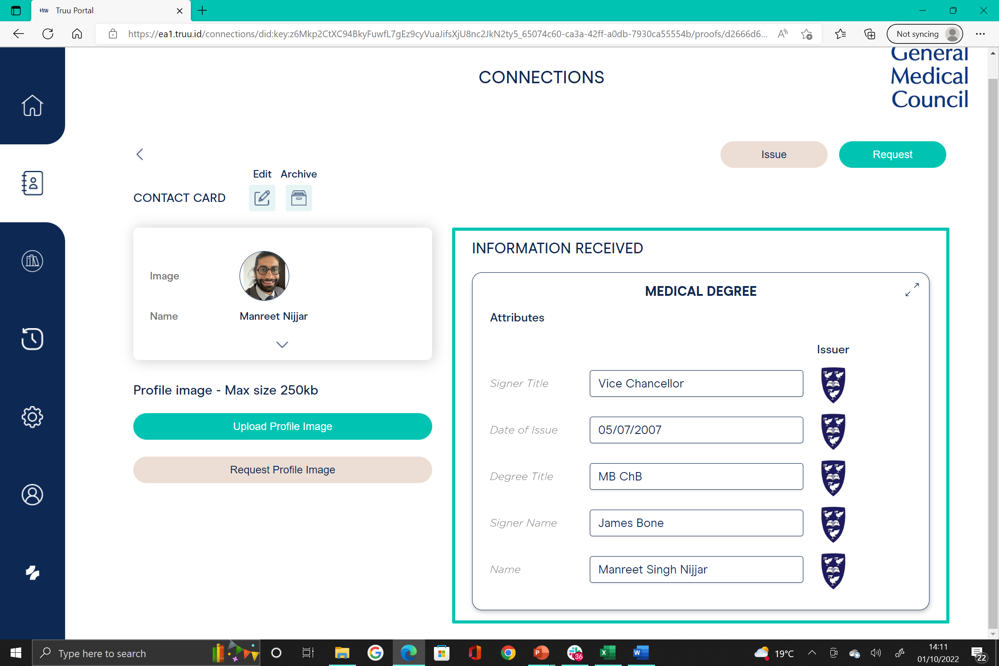 truu Truu Portal
https://ea1.truu.id/connections/did:key:z6Mkp2CtXC94BkyFuwfL7gEz9cyVuaJifsXjU8nc2JkN2ty5_65074c60-ca3a-42ff-a0db-7930ca55554b/proofs/d2666d6... Not syncing
General
Medical
Council
CONNECTIONS
Issue Request
Edit Archive
CONTACT CARD
Image
Name Manreet Nijjar
Profile image - Max size 250kb
Upload Profile Image
Request Profile Image
INFORMATION RECEIVED
MEDICAL DEGREE
Attributes
Issuer
Signer Title Vice Chancellor
Date of Issue 05/07/2007
Degree Title MB ChB
Signer Name James Bone
Name Manreet Singh Nijjar
Type here to search
36
19°C
14:11
01/10/2022
22